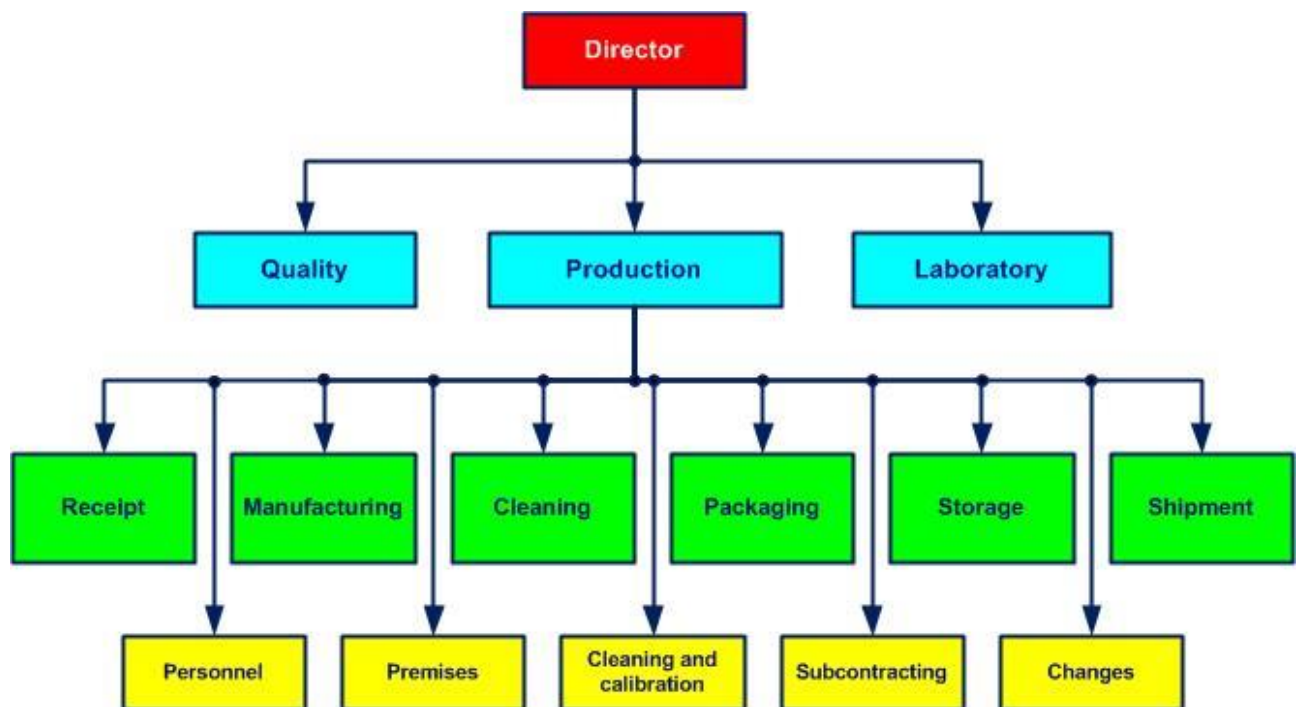 Director
Quality
Production
Laboratory
Receipt
Manufacturing
Cleaning
Packaging
Storage
Shipment
Personnel
Premises
Cleaning and
calibration
Subcontracting
Changes